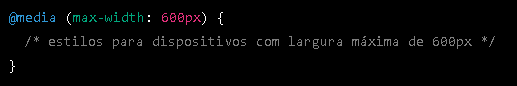 @media (max-width: 600px) {
/* estilos para dispositivos com largura máxima de 600px */
}